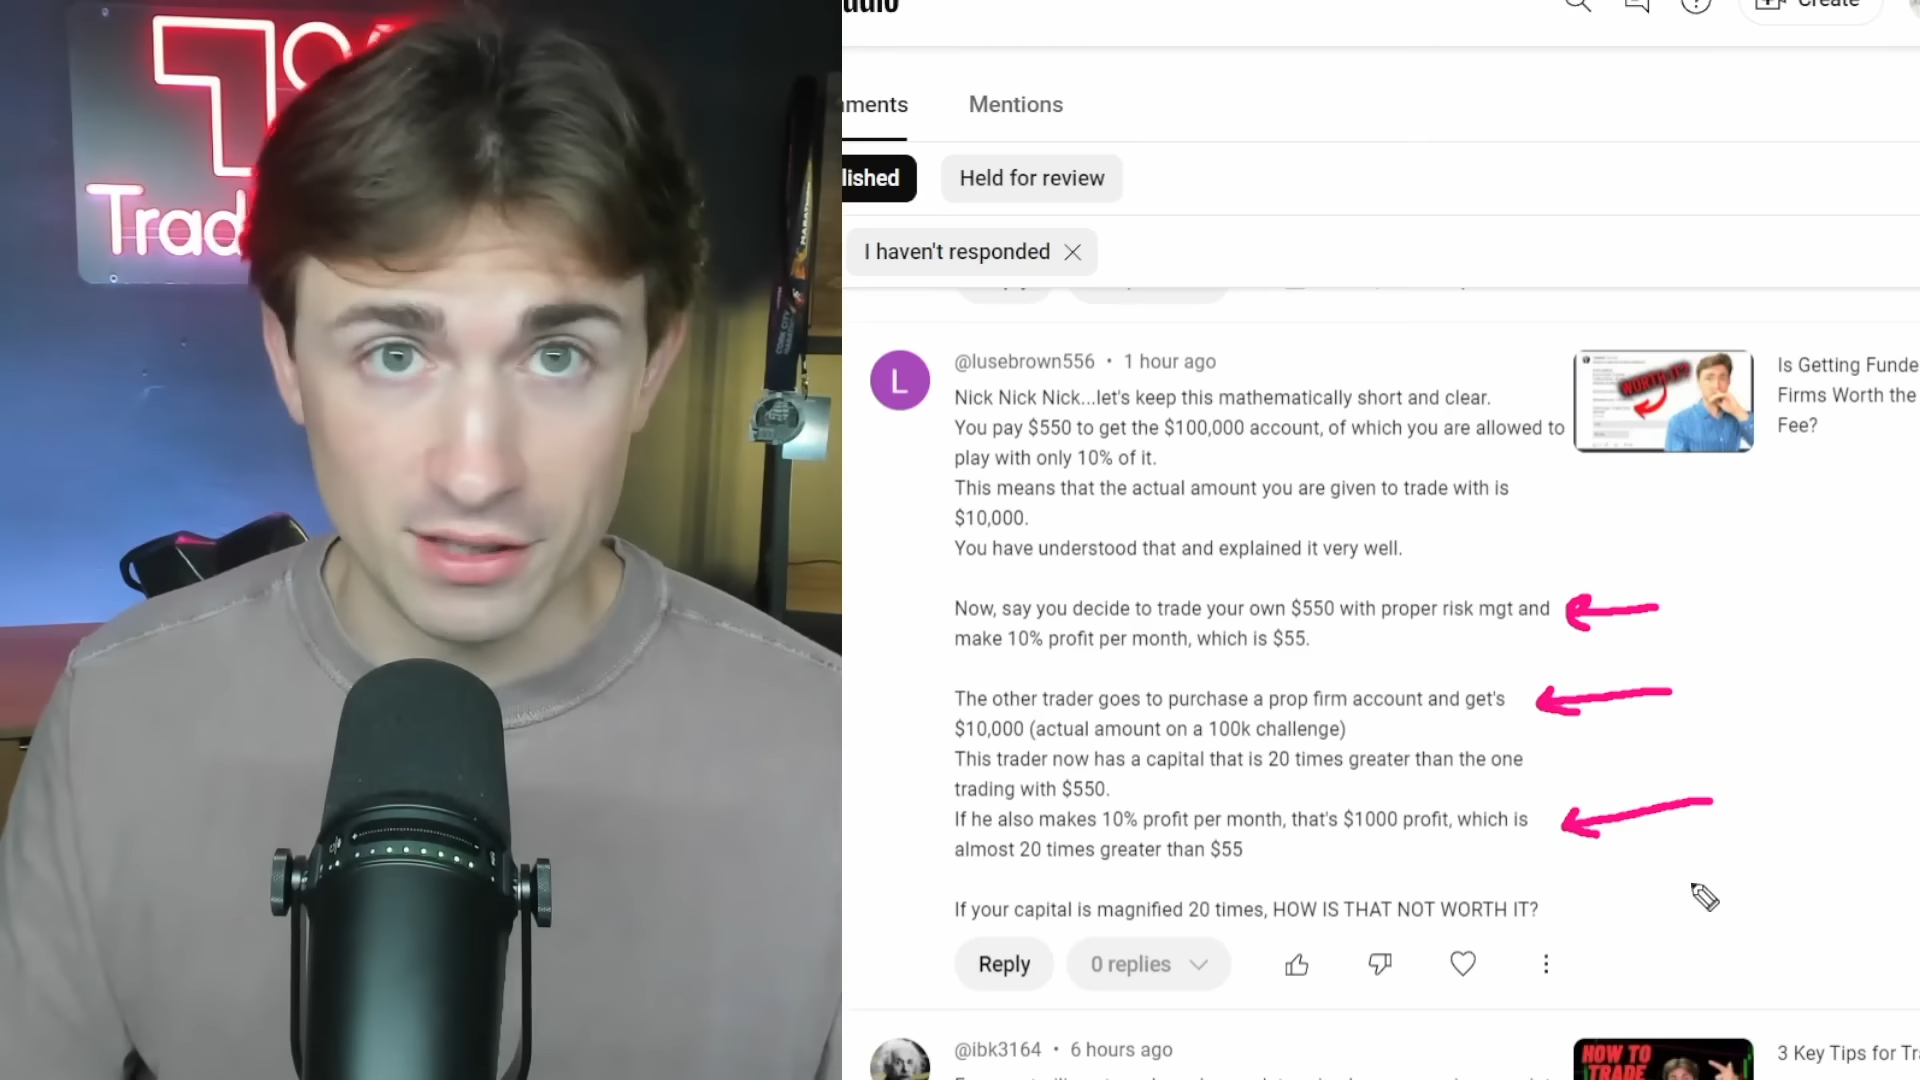 Trad
Create
Mentions
Held for review
I haven't responded
@lusebrown556 • 1 hour ago
Nick Nick Nick...let's keep this mathematically short and clear.
You pay $550 to get the $100,000 account, of which you are allowed to
play with only 10% of it.
This means that the actual amount you are given to trade with is
$10,000.
You have understood that and explained it very well.
Now, say you decide to trade your own $550 with proper risk mgt and
make 10% profit per month, which is $55.
The other trader goes to purchase a prop firm account and get's
$10,000 (actual amount on a 100k challenge)
This trader now has a capital that is 20 times greater than the one
trading with $550.
If he also makes 10% profit per month, that's $1000 profit, which is
almost 20 times greater than $55
If your capital is magnified 20 times, HOW IS THAT NOT WORTH IT?
Reply
0 replies
L
WORTH IT?
Is Getting Funde
Firms Worth the
Fee?
@ibk3164 • 6 hours ago
HOW TO
TRADE
3 Key Tips for Tr